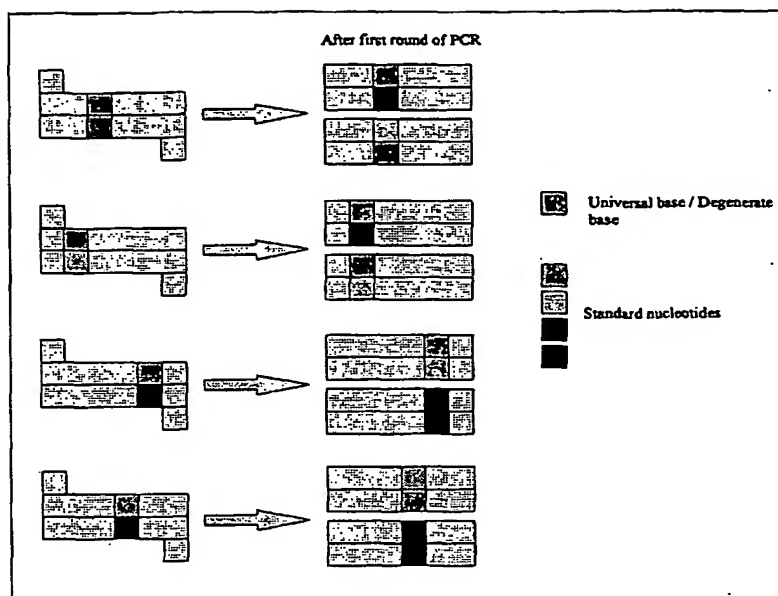 After first round of PCR
Universal base / Degenerate
base
Standard nucleotides